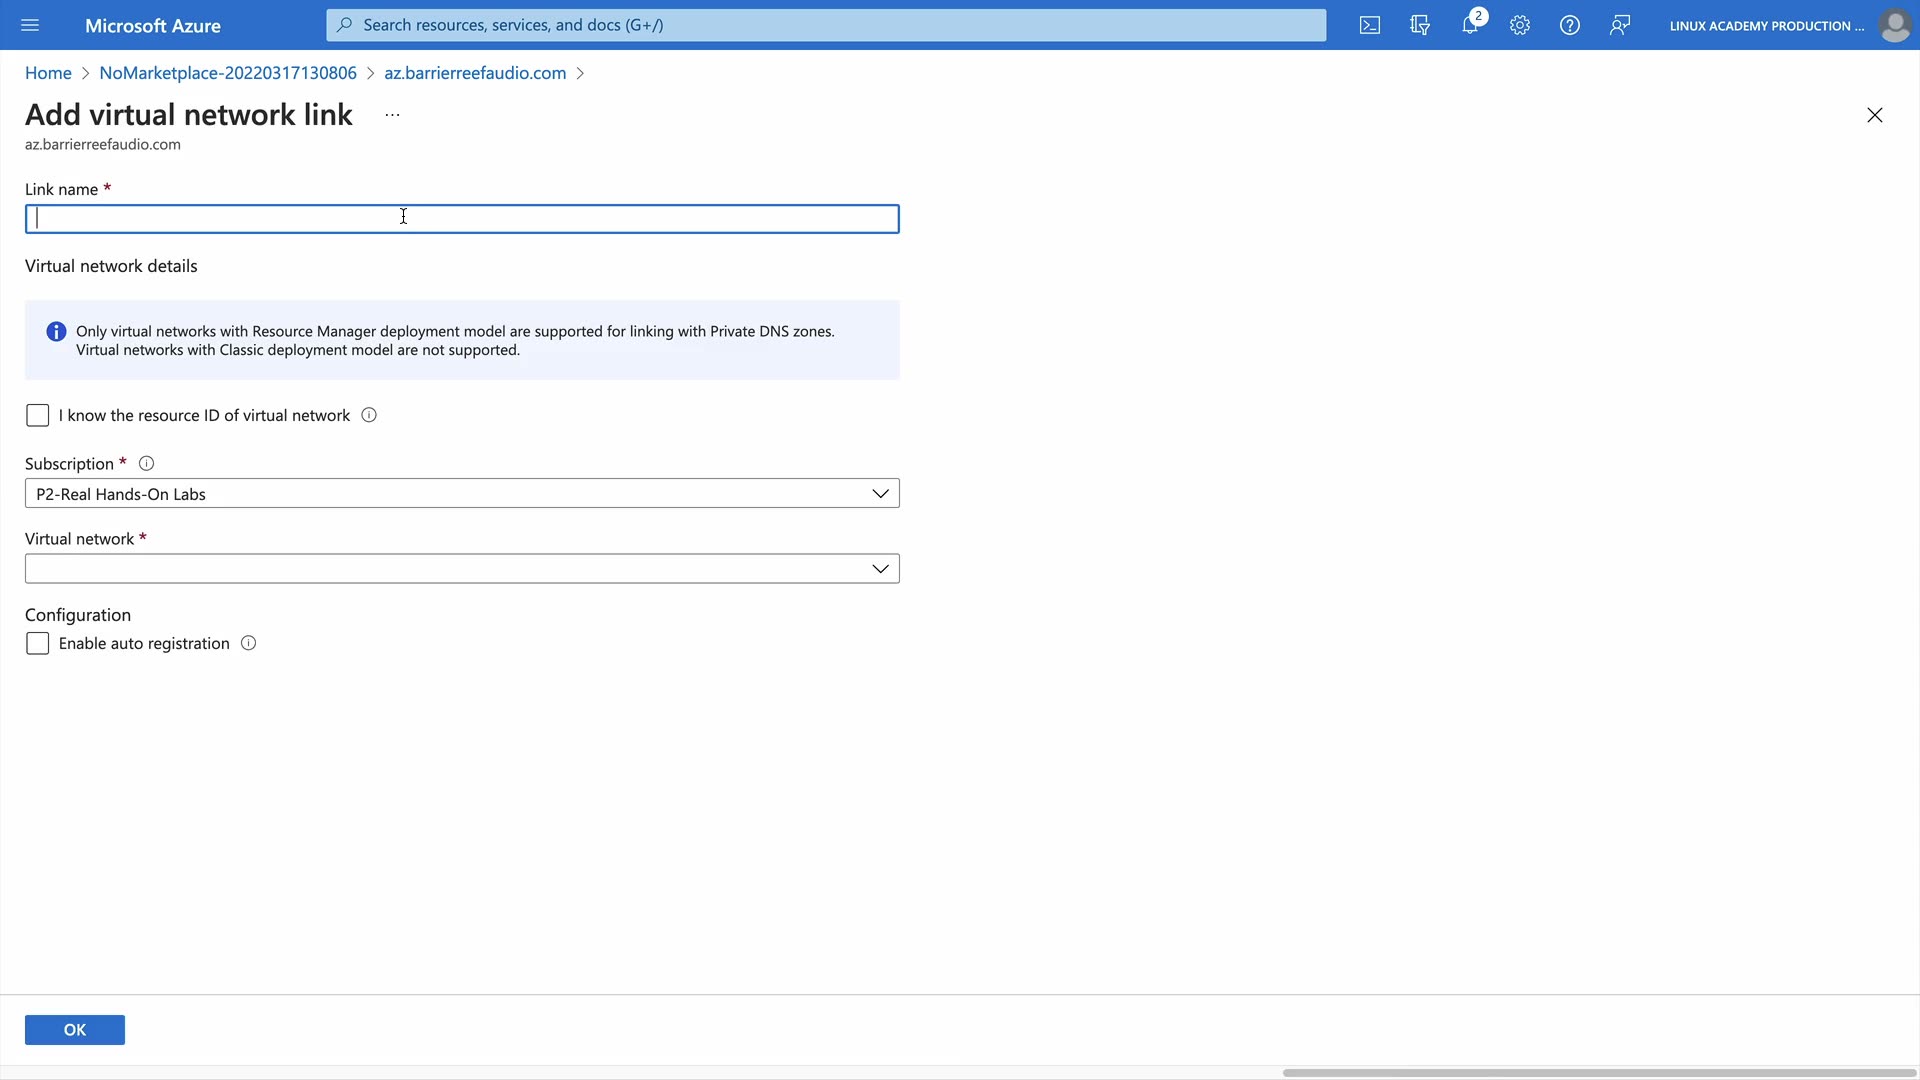 Microsoft Azure
Search resources, services, and docs (G+/)
2
LINUX ACADEMY PRODUCTION ...
Home > NoMarketplace-20220317130806 > az.barrierreefaudio.com >
Add virtual network link ...
az.barrierreefaudio.com
Link name *
Virtual network details
Only virtual networks with Resource Manager deployment model are supported for linking with Private DNS zones.
Virtual networks with Classic deployment model are not supported.
I know the resource ID of virtual network
Subscription *
P2-Real Hands-On Labs
Virtual network *
Configuration
Enable auto registration
OK